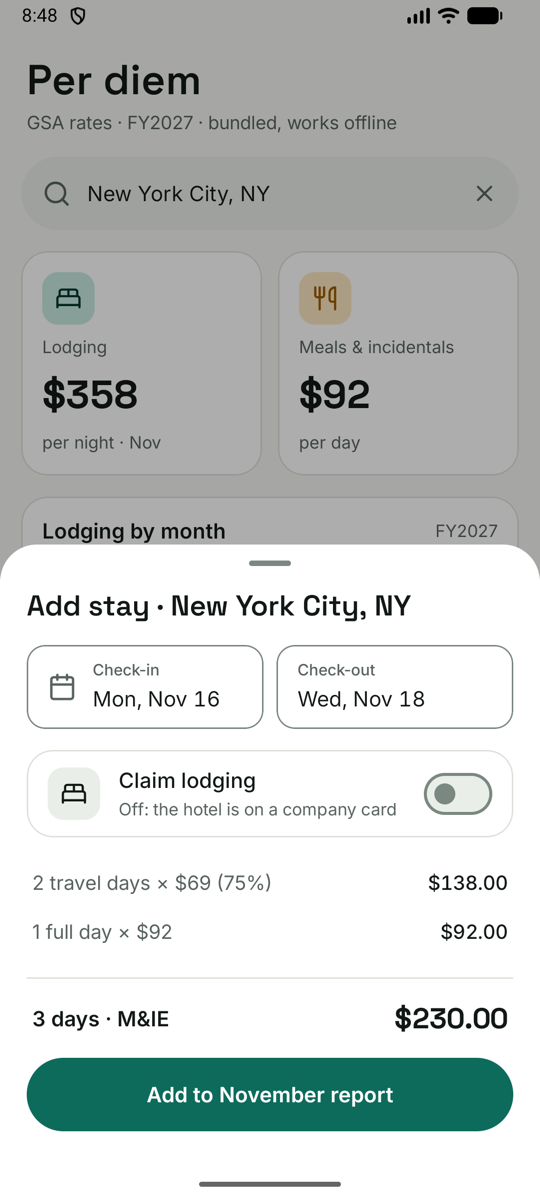 8:48
Per diem
GSA rates · FY2027 · bundled, works offline
New York City, NY
Lodging
$358
per night · Nov
Meals & incidentals
$92
per day
Lodging by month
FY2027
Add stay · New York City, NY
Check-in
Mon, Nov 16
Check-out
Wed, Nov 18
Claim lodging
Off: the hotel is on a company card
2 travel days × $69 (75%)
$138.00
1 full day × $92
$92.00
3 days · M&IE
$230.00
Add to November report